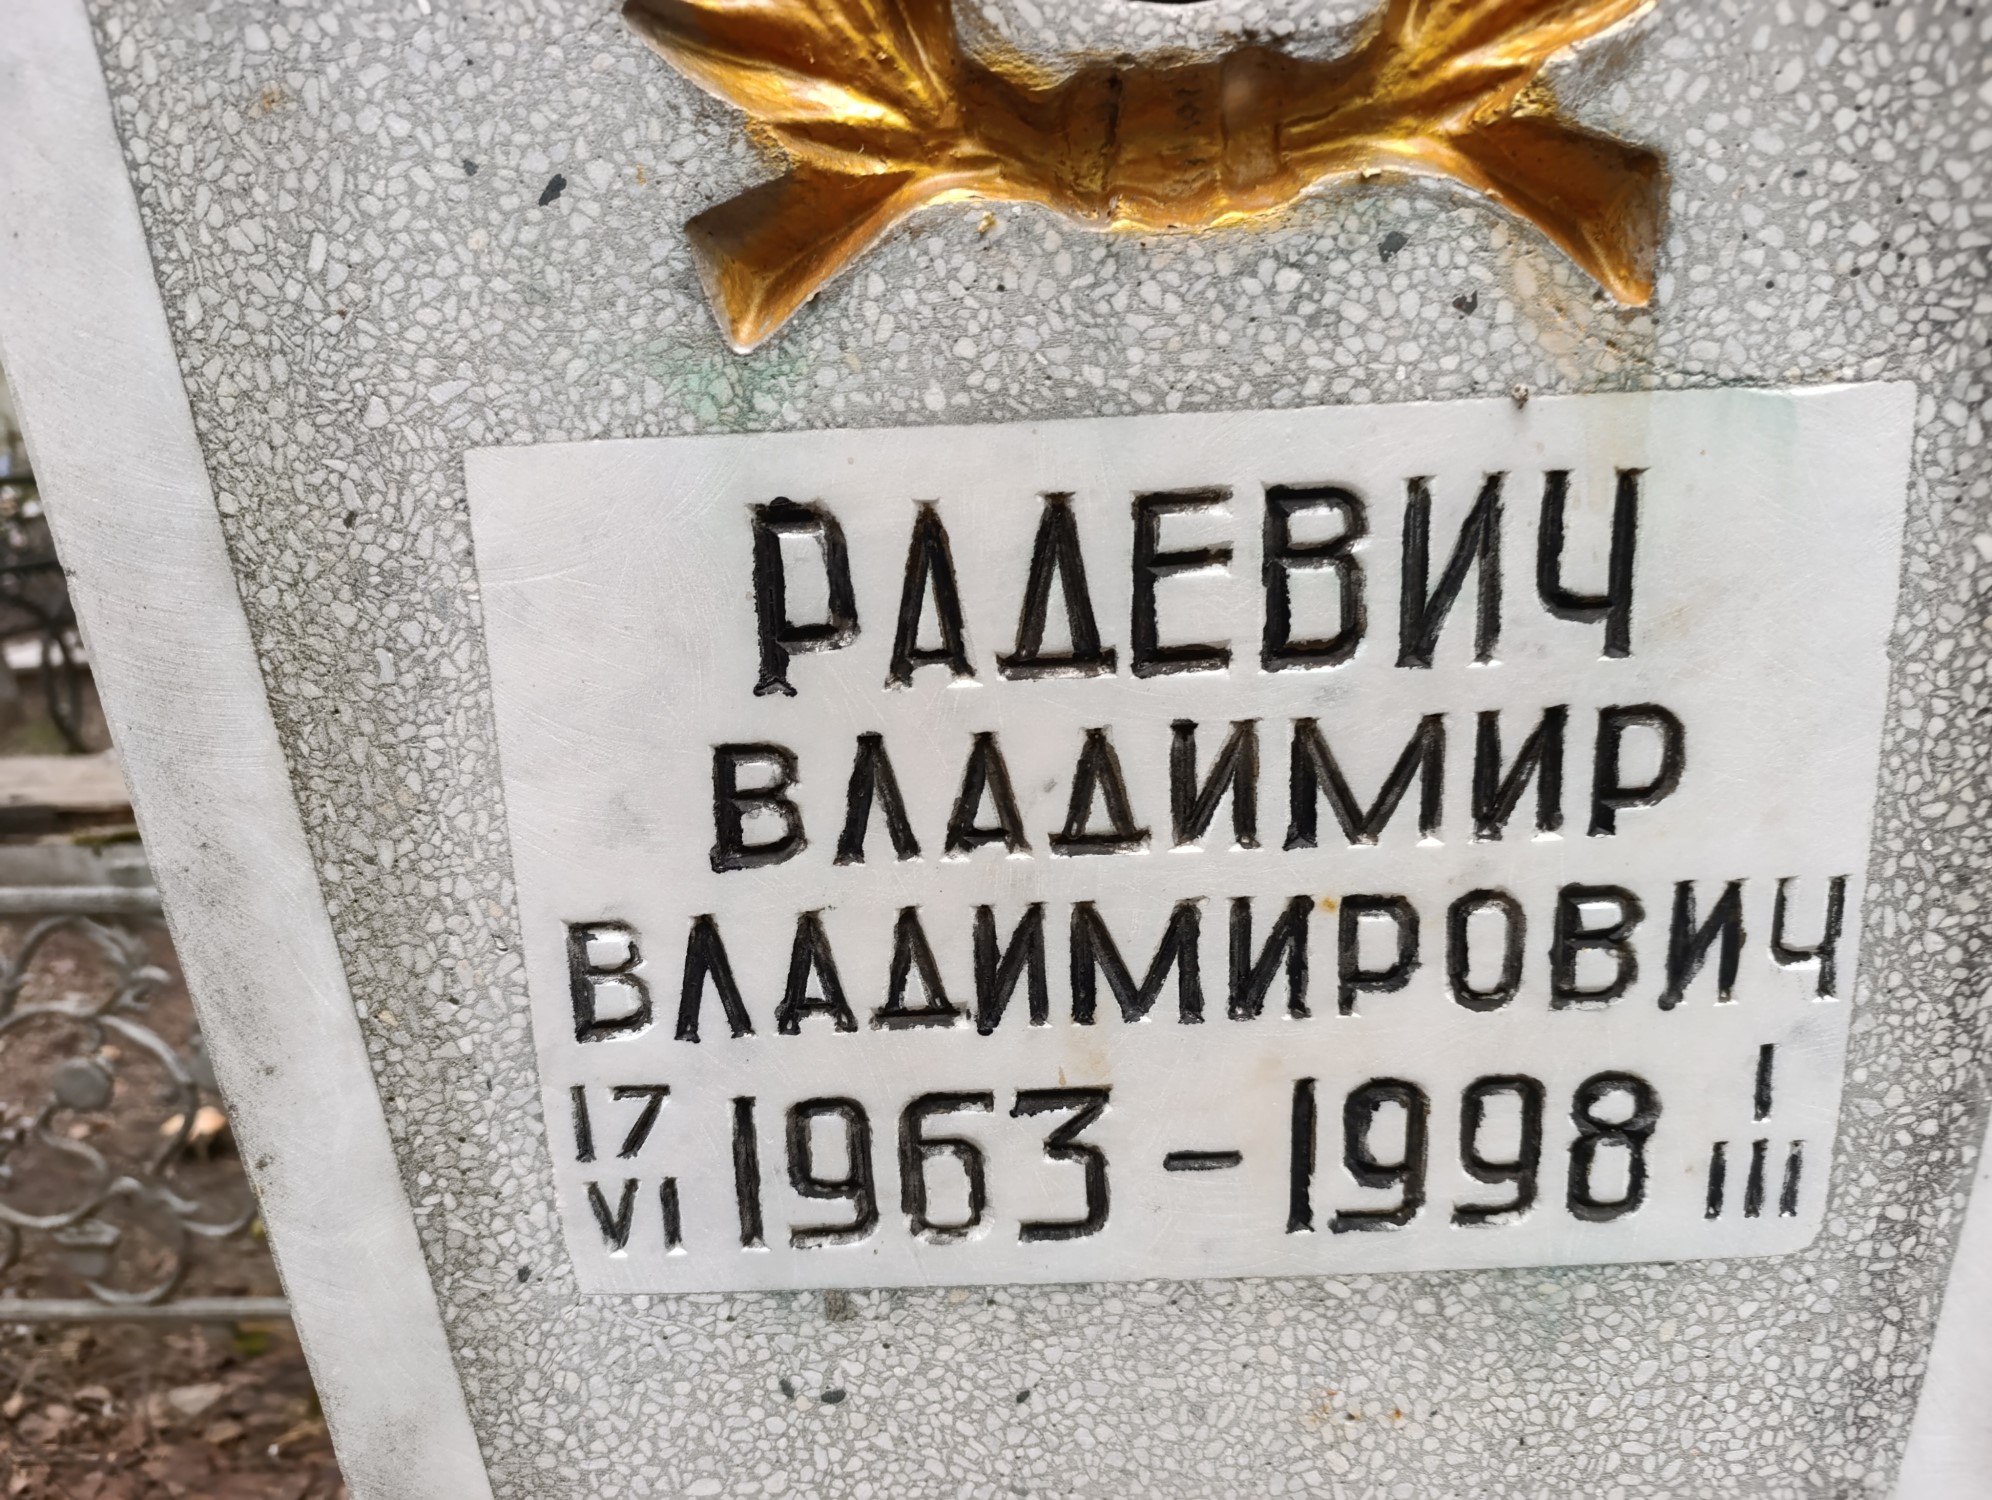 РАДЕВИЧ
ВЛАДИМИР
ВЛАДИМИРОВИЧ
17 VI 1963 - 1998 I III